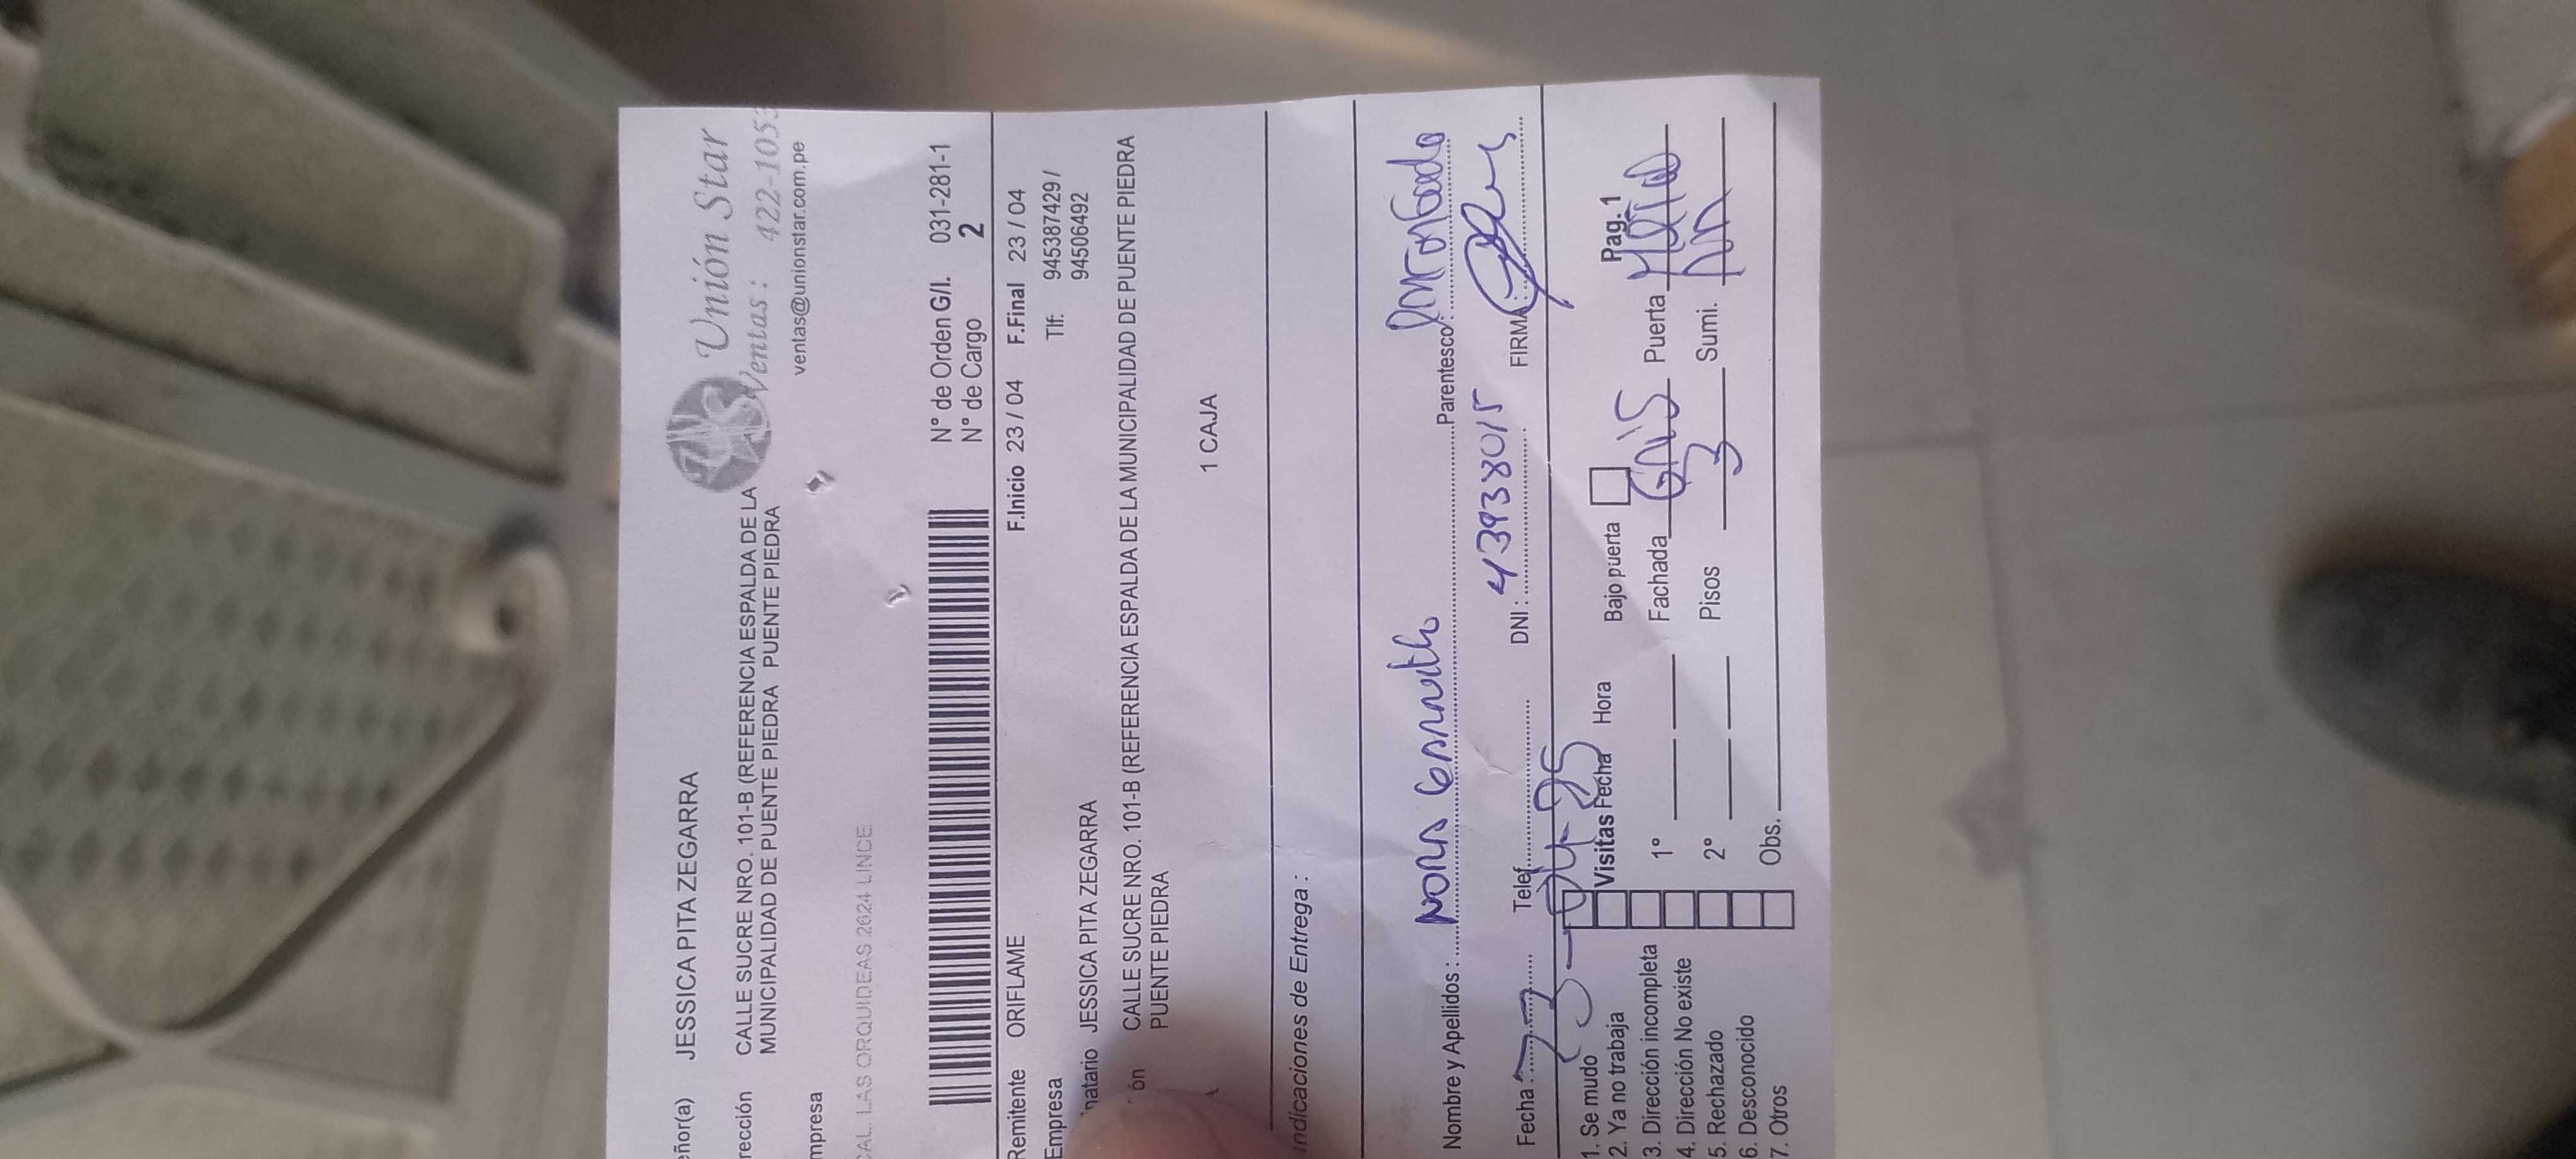 eñor(a) JESSICA PITA ZEGARRA
Unión Star
rección CALLE SUCRE NRO. 101-B (REFERENCIA ESPALDA DE LA
Ventas : 422-1053
MUNICIPALIDAD DE PUENTE PIEDRA PUENTE PIEDRA
ventas@unionstar.com.pe
mpresa
CAL. LAS ORQUIDEAS 2624 LINCE
N° de Orden G/I. 031-2281-1
N° de Cargo 2
Remitente ORIFLAME F.Inicio 23 / 04 F.Final 23 / 04
Empresa Tlf: 945387429 /
94506492
natario JESSICA PITA ZEGARRA
ón CALLE SUCRE NRO. 101-B (REFERENCIA ESPALDA DE LA MUNICIPALIDAD DE PUENTE PIEDRA
PUENTE PIEDRA
1 CAJA
Indicaciones de Entrega :
Nombre y Apellidos : Parentesco :
Fecha : Telef. DNI : 43938015 FIRMA :
1. Se mudo Visitas Fecha Hora Bajo puerta Pag. 1
2. Ya no trabaja
3. Dirección incompleta 1° Fachada Puerta
4. Dirección No existe
5. Rechazado 2° Pisos 3 Sumi.
6. Desconocido
7. Otros Obs.